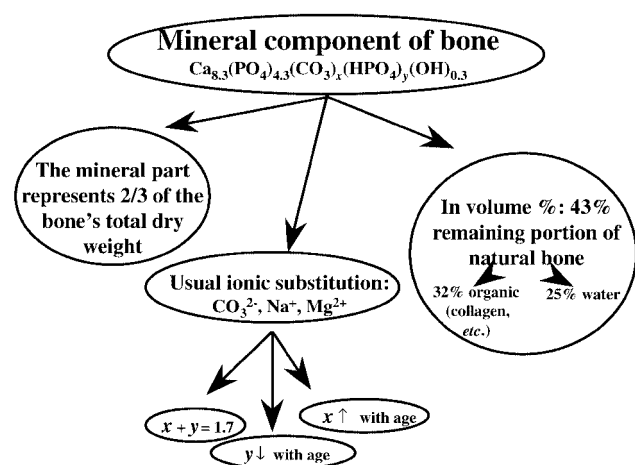 Mineral component of bone
Ca8.3(PO4)4.3(CO3)x(HPO4)y(OH)0.3
The mineral part
represents 2/3 of the
bone's total dry
weight
In volume %: 43%
remaining portion of
natural bone
32% organic
(collagen,
etc.)
25% water
Usual ionic substitution:
CO3²⁻, Na⁺, Mg²⁺
x + y = 1.7
x ↑ with age
y ↓ with age